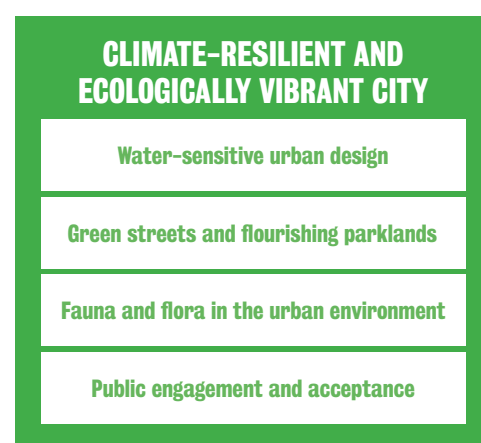 CLIMATE-RESILIENT AND
ECOLOGICALLY VIBRANT CITY
Water-sensitive urban design
Green streets and flourishing parklands
Fauna and flora in the urban environment
Public engagement and acceptance